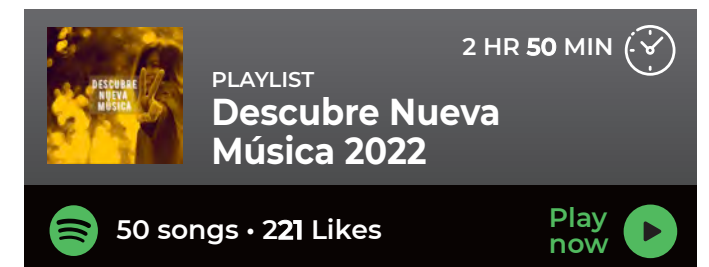 2 HR 50 MIN
DESCUBRE
NUEVA
MÚSICA
PLAYLIST
Descubre Nueva
Música 2022
50 songs • 221 Likes
Play
now